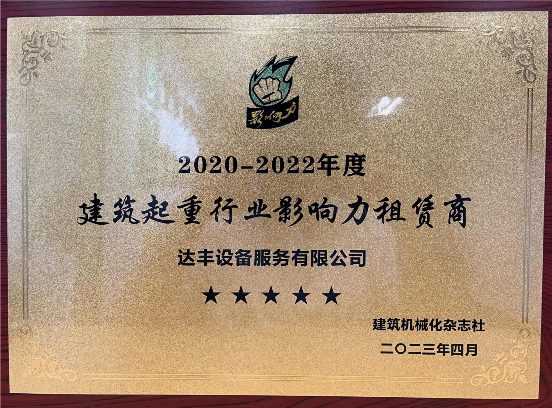 影响力
2020-2022年度
建筑起重行业影响力租赁商
达丰设备服务有限公司
★★★★★
建筑机械化杂志社
二〇二三年四月